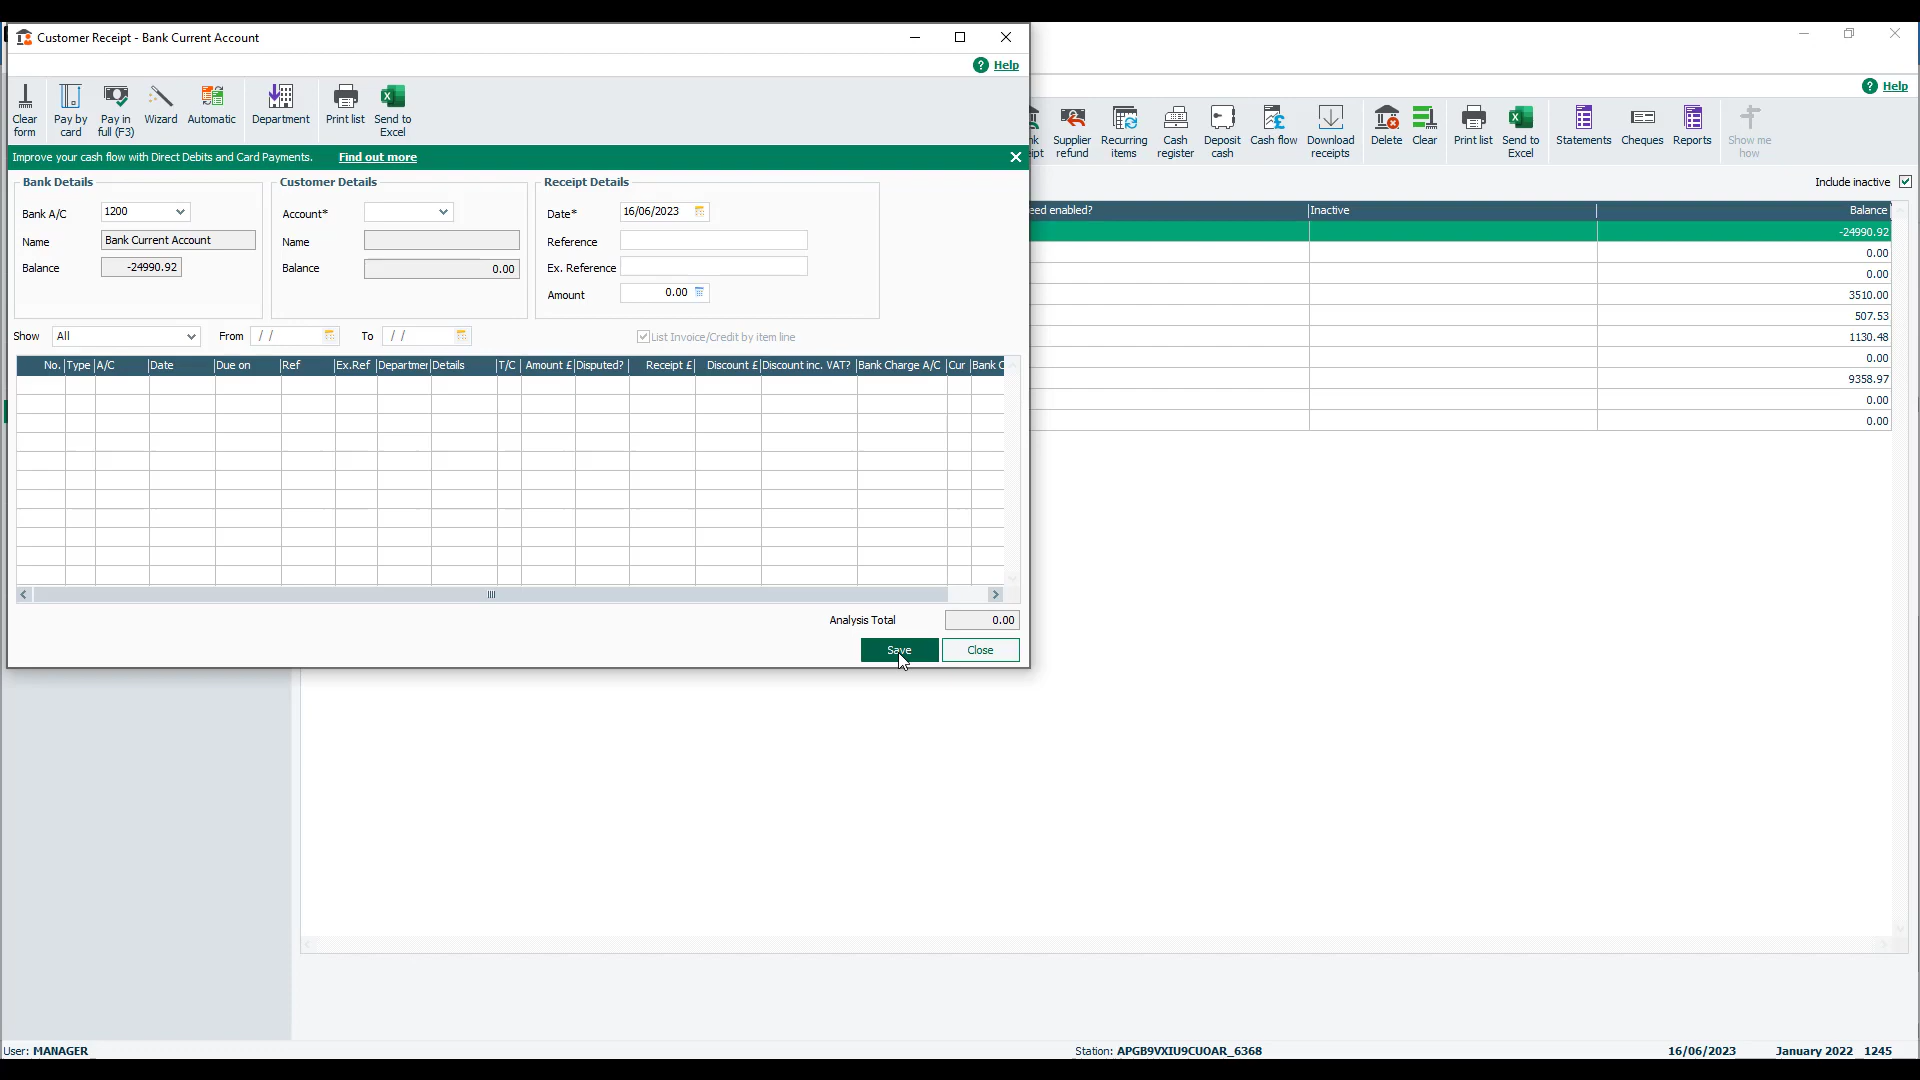 Customer Receipt - Bank Current Account
Help
Clear form
Pay by card
Pay in full (F3)
Wizard
Automatic
Department
Print list
Send to Excel
Improve your cash flow with Direct Debits and Card Payments. Find out more
Bank Details
Bank A/C 1200
Name Bank Current Account
Balance -24990.92
Customer Details
Account*
Name
Balance 0.00
Receipt Details
Date* 16/06/2023
Reference
Ex. Reference
Amount 0.00
Show All From / / To / / List Invoice/Credit by item line
No. Type A/C Date Due on Ref Ex.Ref Departmer Details T/C Amount £ Disputed? Receipt £ Discount £ Discount inc. VAT? Bank Charge A/C Cur Bank C
Analysis Total 0.00
Save Close
Help
Supplier refund
Recurring items
Cash register
Deposit cash
Cash flow
Download receipts
Delete
Clear
Print list
Send to Excel
Statements
Cheques
Reports
Show me how
Include inactive
eed enabled? Inactive Balance
-24990.92
0.00
0.00
3510.00
507.53
1130.48
0.00
9358.97
0.00
0.00
User: MANAGER Station: APGB9VXIU9CUOAR_6368 16/06/2023 January 2022 1245